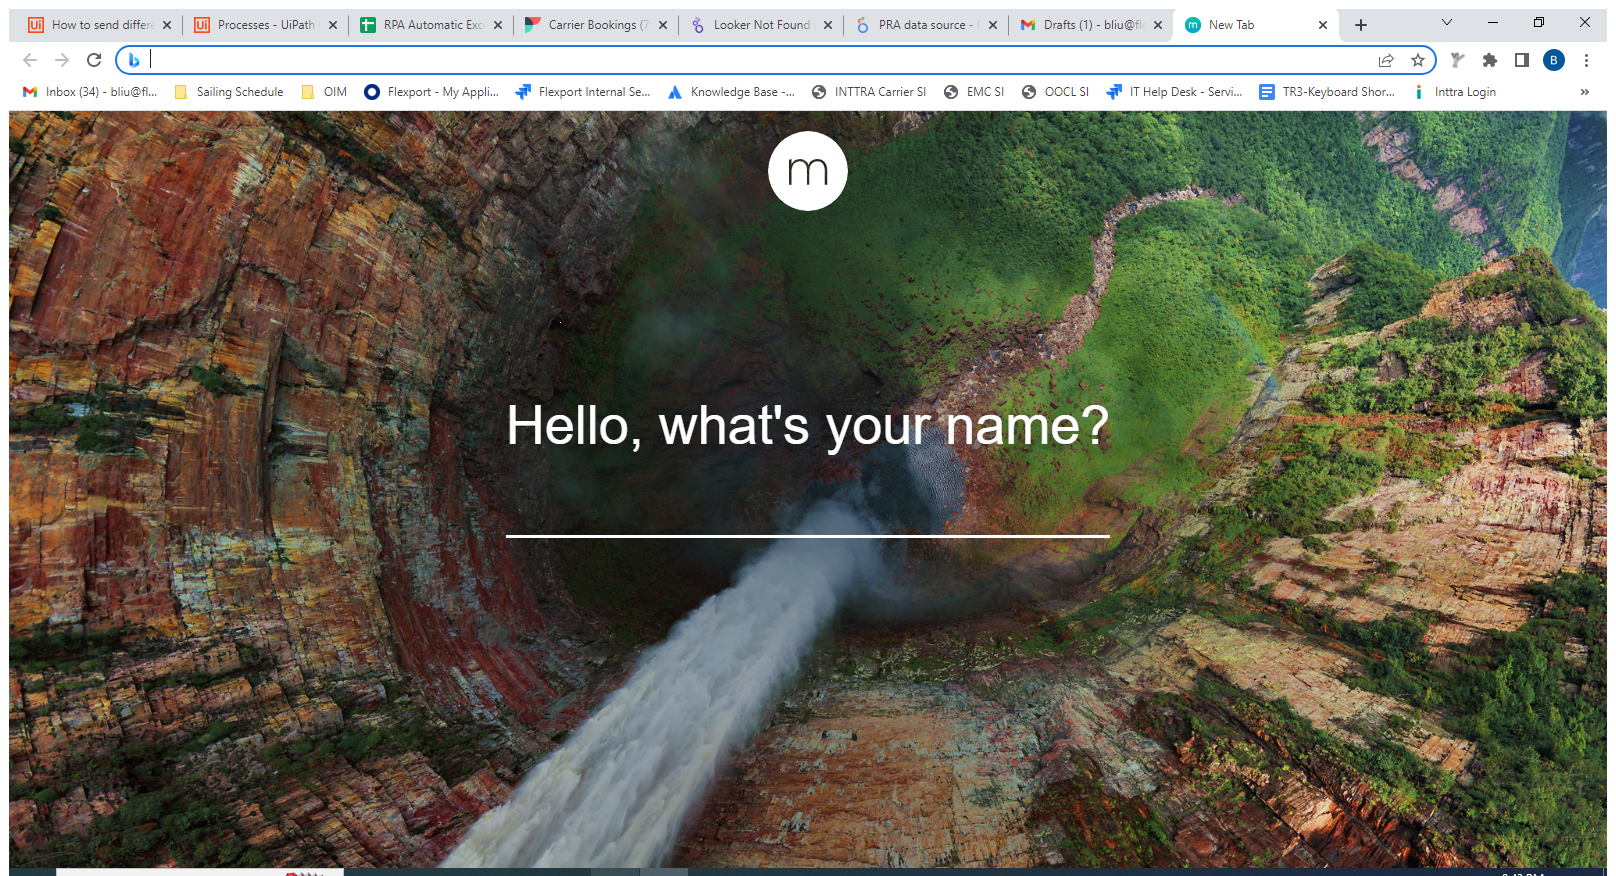 How to send differe
Processes - UiPath
RPA Automatic Exc
Carrier Bookings (7
Looker Not Found
PRA data source -
Drafts (1) - bliu@fle
New Tab
B
Inbox (34) - bliu@fl...
Sailing Schedule
OIM
Flexport - My Appli...
Flexport Internal Se...
Knowledge Base -...
INTTRA Carrier SI
EMC SI
OOCL SI
IT Help Desk - Servi...
TR3-Keyboard Shor...
Inttra Login
»
m
Hello, what's your name?